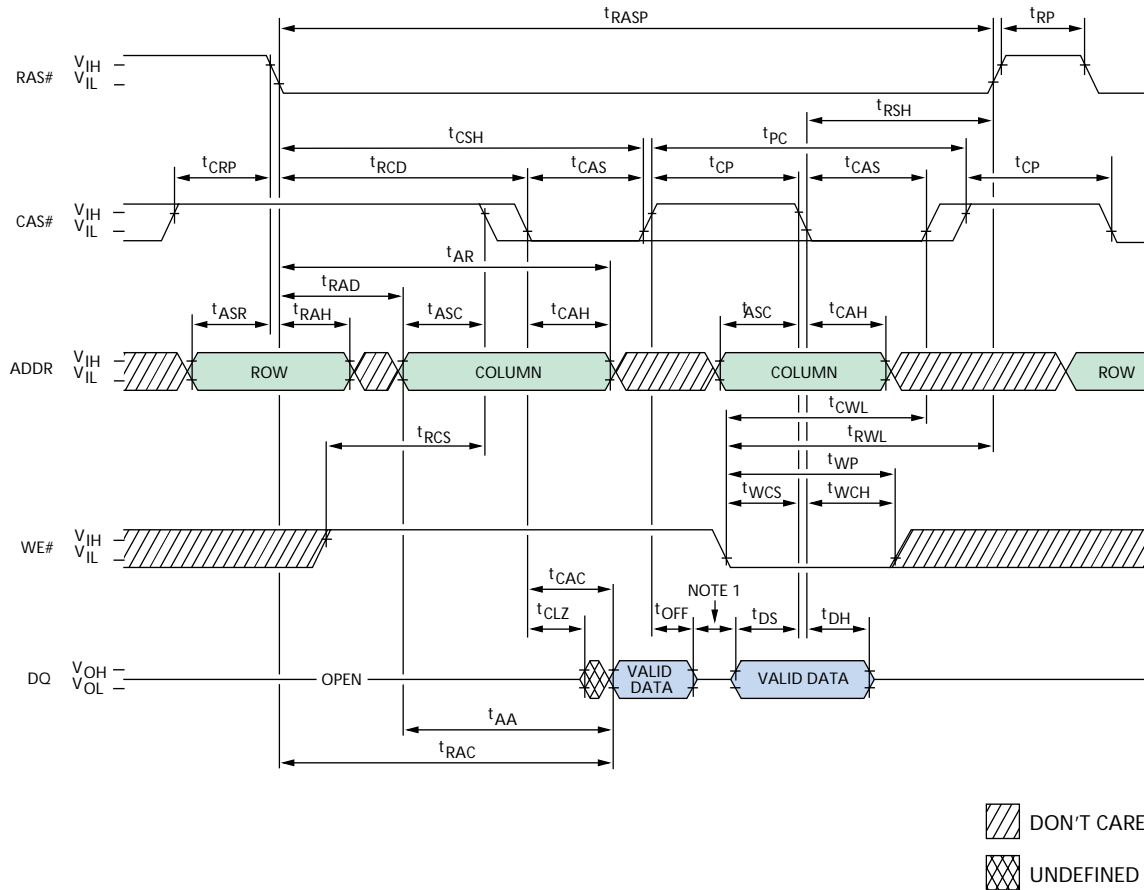 tRASP
tRP
RAS#
VIH
VIL
tRSH
tCSH
tPC
tCRP
tRCD
tCAS
tCP
tCAS
tCP
CAS#
VIH
VIL
tAR
tRAD
tASR
tRAH
tASC
tCAH
tASC
tCAH
ADDR
VIH
VIL
ROW
COLUMN
COLUMN
ROW
tCWL
tRCS
tRWL
tWP
tWCS
tWCH
WE#
VIH
VIL
tCAC
NOTE 1
tCLZ
tOFF
tDS
tDH
DQ
VOH
VOL
OPEN
VALID
DATA
VALID DATA
tAA
tRAC
DON'T CARE
UNDEFINED